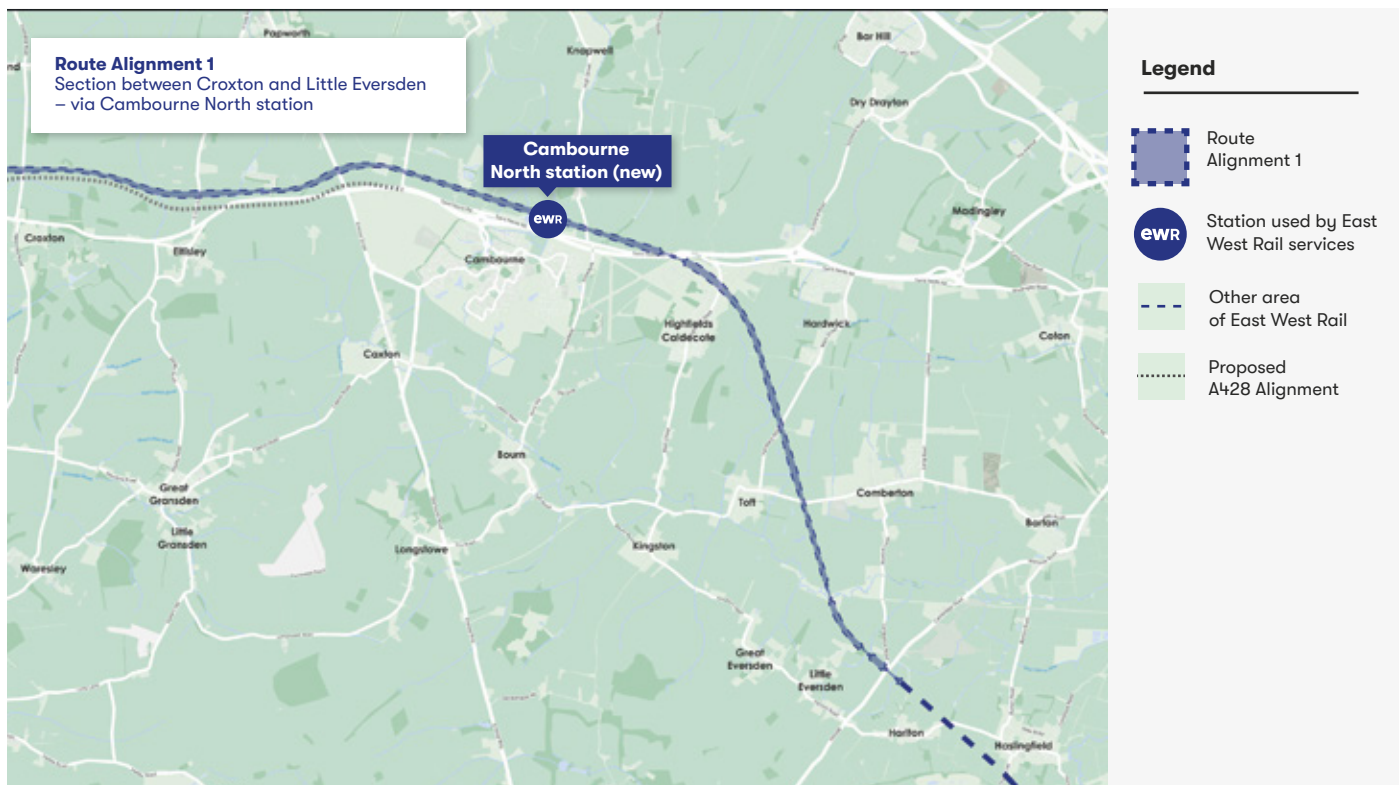 Papworth
Knapwell
Bar Hill
Route Alignment 1
Section between Croxton and Little Eversden
– via Cambourne North station
Legend
Dry Drayton
Route
Alignment 1
Cambourne
North station (new)
ewR
Madingley
ewR
Station used by East
West Rail services
Croxton
Eltisley
Cambourne
Other area
of East West Rail
Highfields
Caldecote
Hardwick
Coton
Caxton
Proposed
A428 Alignment
Bourn
Great
Gransden
Toft
Comberton
Barton
Little
Gransden
Longstowe
Kingston
Waresley
Great
Eversden
Little
Eversden
Harlton
Haslingfield